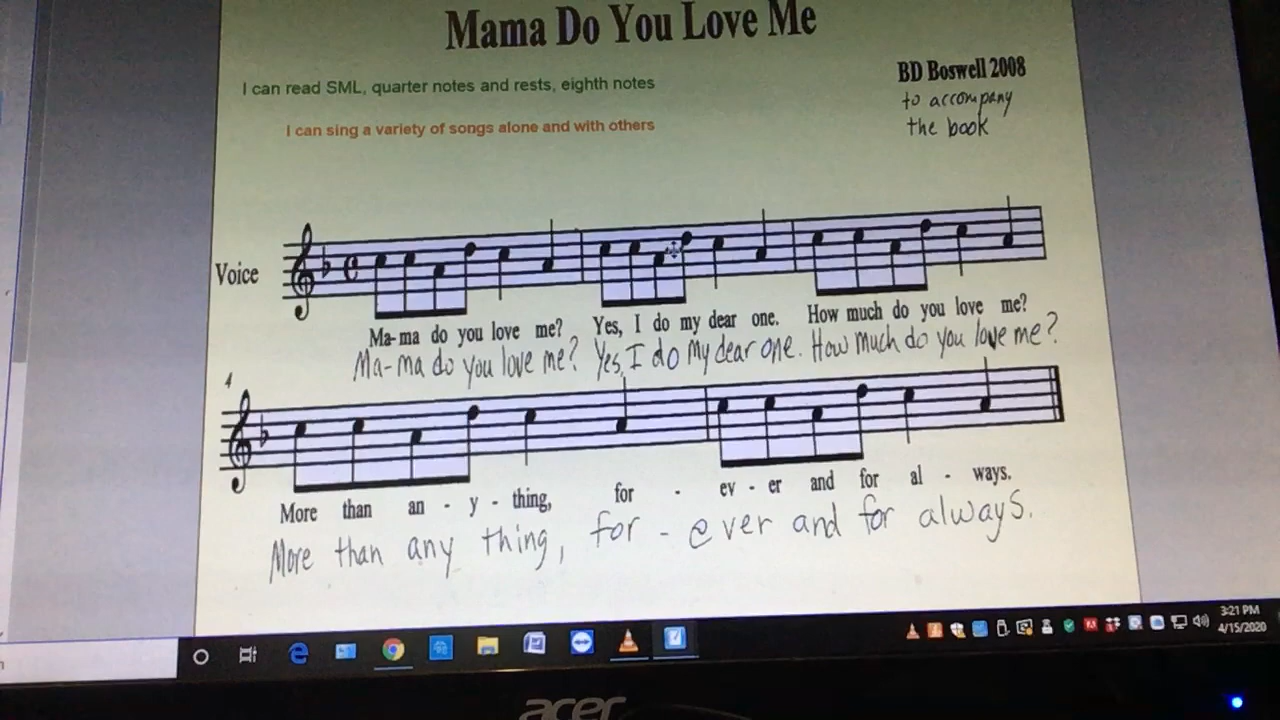 Mama Do You Love Me
I can read SML, quarter notes and rests, eighth notes
BD Boswell 2008
to accompany
the book
I can sing a variety of songs alone and with others
Voice
Ma-ma do you love me? Yes, I do my dear one. How much do you love me?
Ma-ma do you love me? Yes, I do my dear one. How much do you love me?
4
More than an - y - thing, for - ev - er and for al - ways.
More than any thing, for - ever and for always.
3:21 PM
4/15/2020
acer